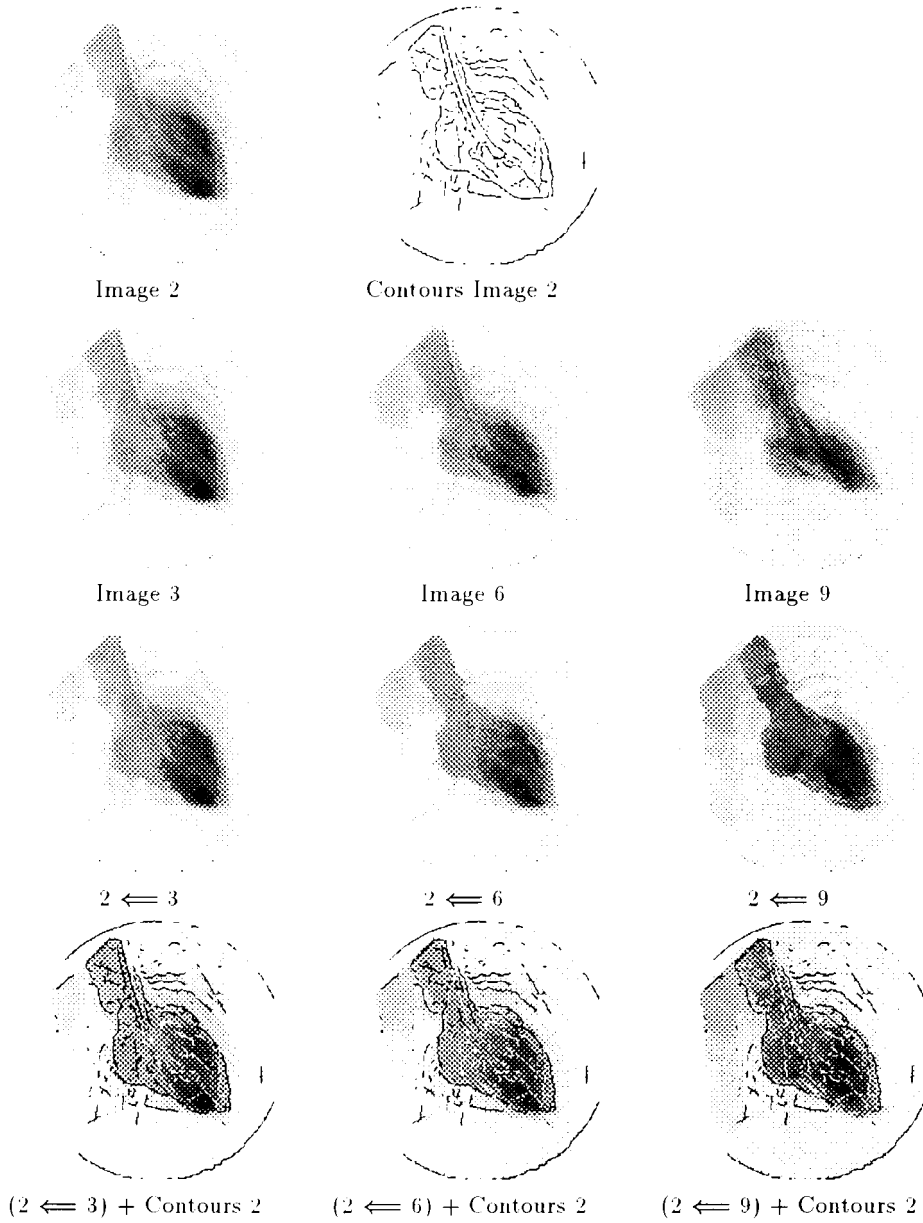 Image 2
Contours Image 2
Image 3
Image 6
Image 9
2 ⟸ 3
2 ⟸ 6
2 ⟸ 9
(2 ⟸ 3) + Contours 2
(2 ⟸ 6) + Contours 2
(2 ⟸ 9) + Contours 2